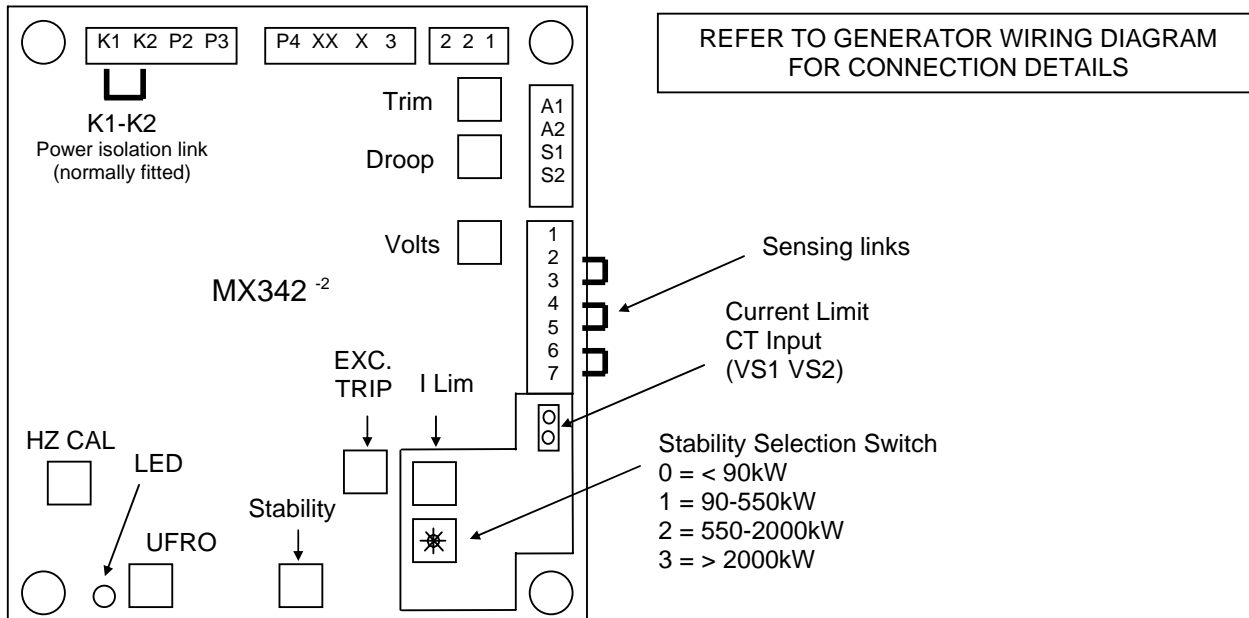 K1 K2 P2 P3
P4 XX X 3
2 2 1
REFER TO GENERATOR WIRING DIAGRAM
FOR CONNECTION DETAILS
K1-K2
Power isolation link
(normally fitted)
Trim
Droop
Volts
A1
A2
S1
S2
1
2
3
4
5
6
7
Sensing links
MX342 -2
Current Limit
CT Input
(VS1 VS2)
EXC.
TRIP
I Lim
HZ CAL
LED
Stability
UFRO
Stability Selection Switch
0 = < 90kW
1 = 90-550kW
2 = 550-2000kW
3 = > 2000kW